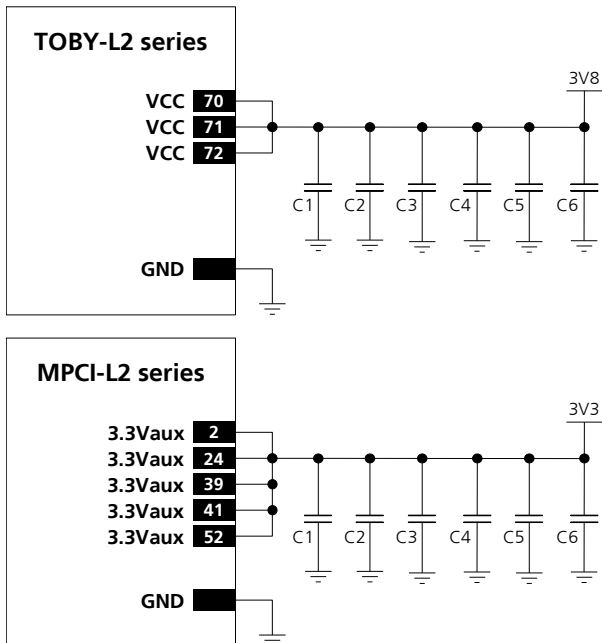 TOBY-L2 series
3V8
VCC 70
VCC 71
VCC 72
C1 C2 C3 C4 C5 C6
GND
MPCI-L2 series
3V3
3.3Vaux 2
3.3Vaux 24
3.3Vaux 39
3.3Vaux 41
3.3Vaux 52
C1 C2 C3 C4 C5 C6
GND